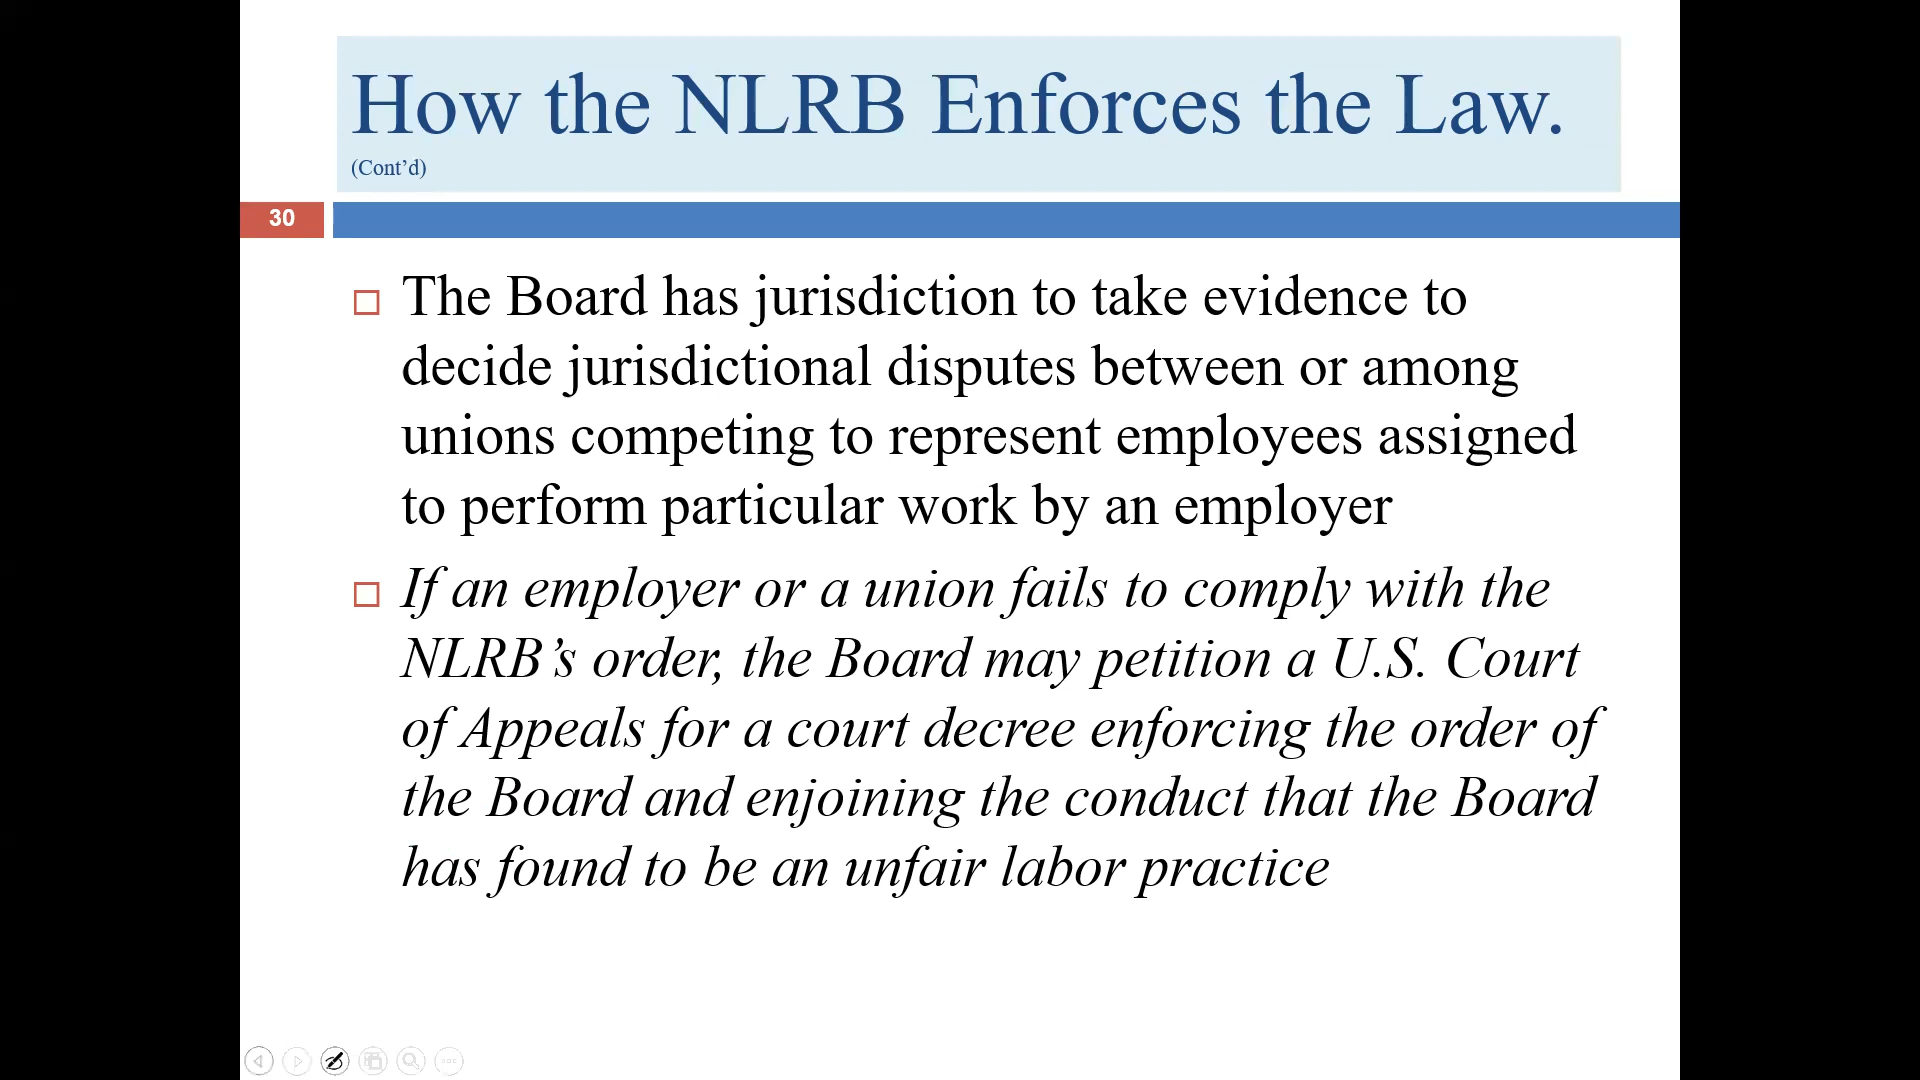 How the NLRB Enforces the Law.
(Cont’d)
30
The Board has jurisdiction to take evidence to
decide jurisdictional disputes between or among
unions competing to represent employees assigned
to perform particular work by an employer
If an employer or a union fails to comply with the
NLRB’s order, the Board may petition a U.S. Court
of Appeals for a court decree enforcing the order of
the Board and enjoining the conduct that the Board
has found to be an unfair labor practice